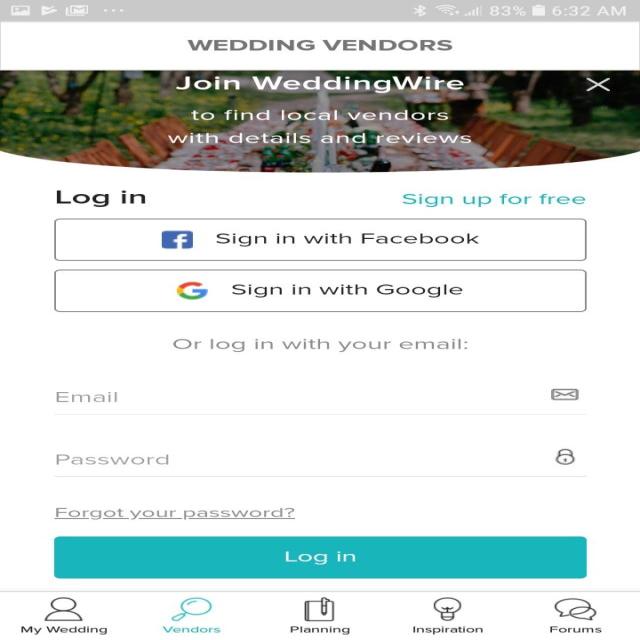 83% 6:32 AM
WEDDING VENDORS
Join WeddingWire
to find local vendors
with details and reviews
Log in
Sign up for free
Sign in with Facebook
Sign in with Google
Or log in with your email:
Email
Password
Forgot your password?
Log in
My Wedding Vendors Planning Inspiration Forums